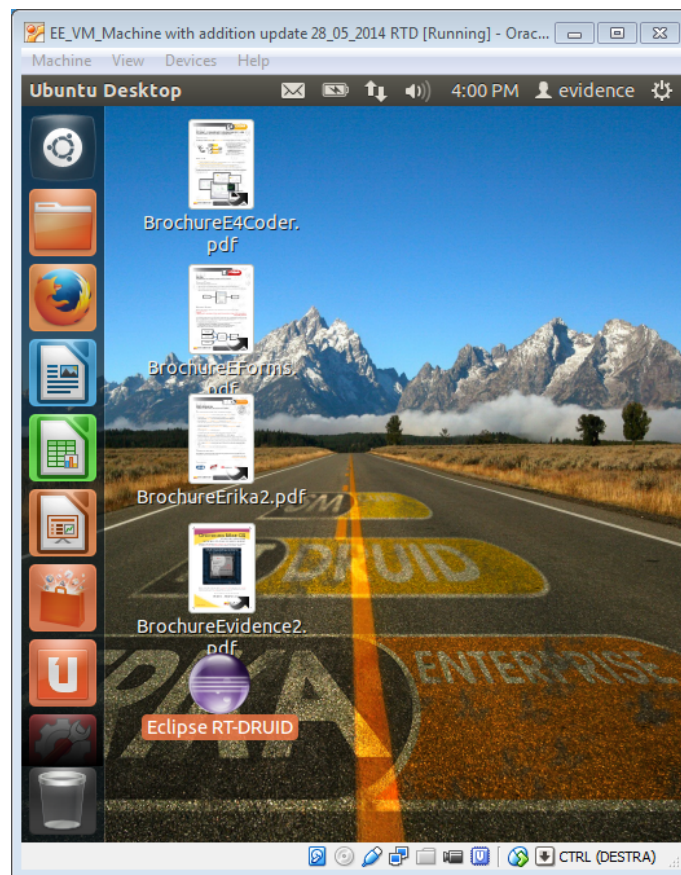 EE_VM_Machine with addition update 28_05_2014 RTD [Running] - Orac...
Machine View Devices Help
Ubuntu Desktop 4:00 PM evidence
BrochureE4Coder.
pdf
BrochureEForms.
pdf
BrochureErika2.pdf
BrochureEvidence2.
pdf
Eclipse RT-DRUID
DRUID
ENTERPRISE
CTRL (DESTRA)